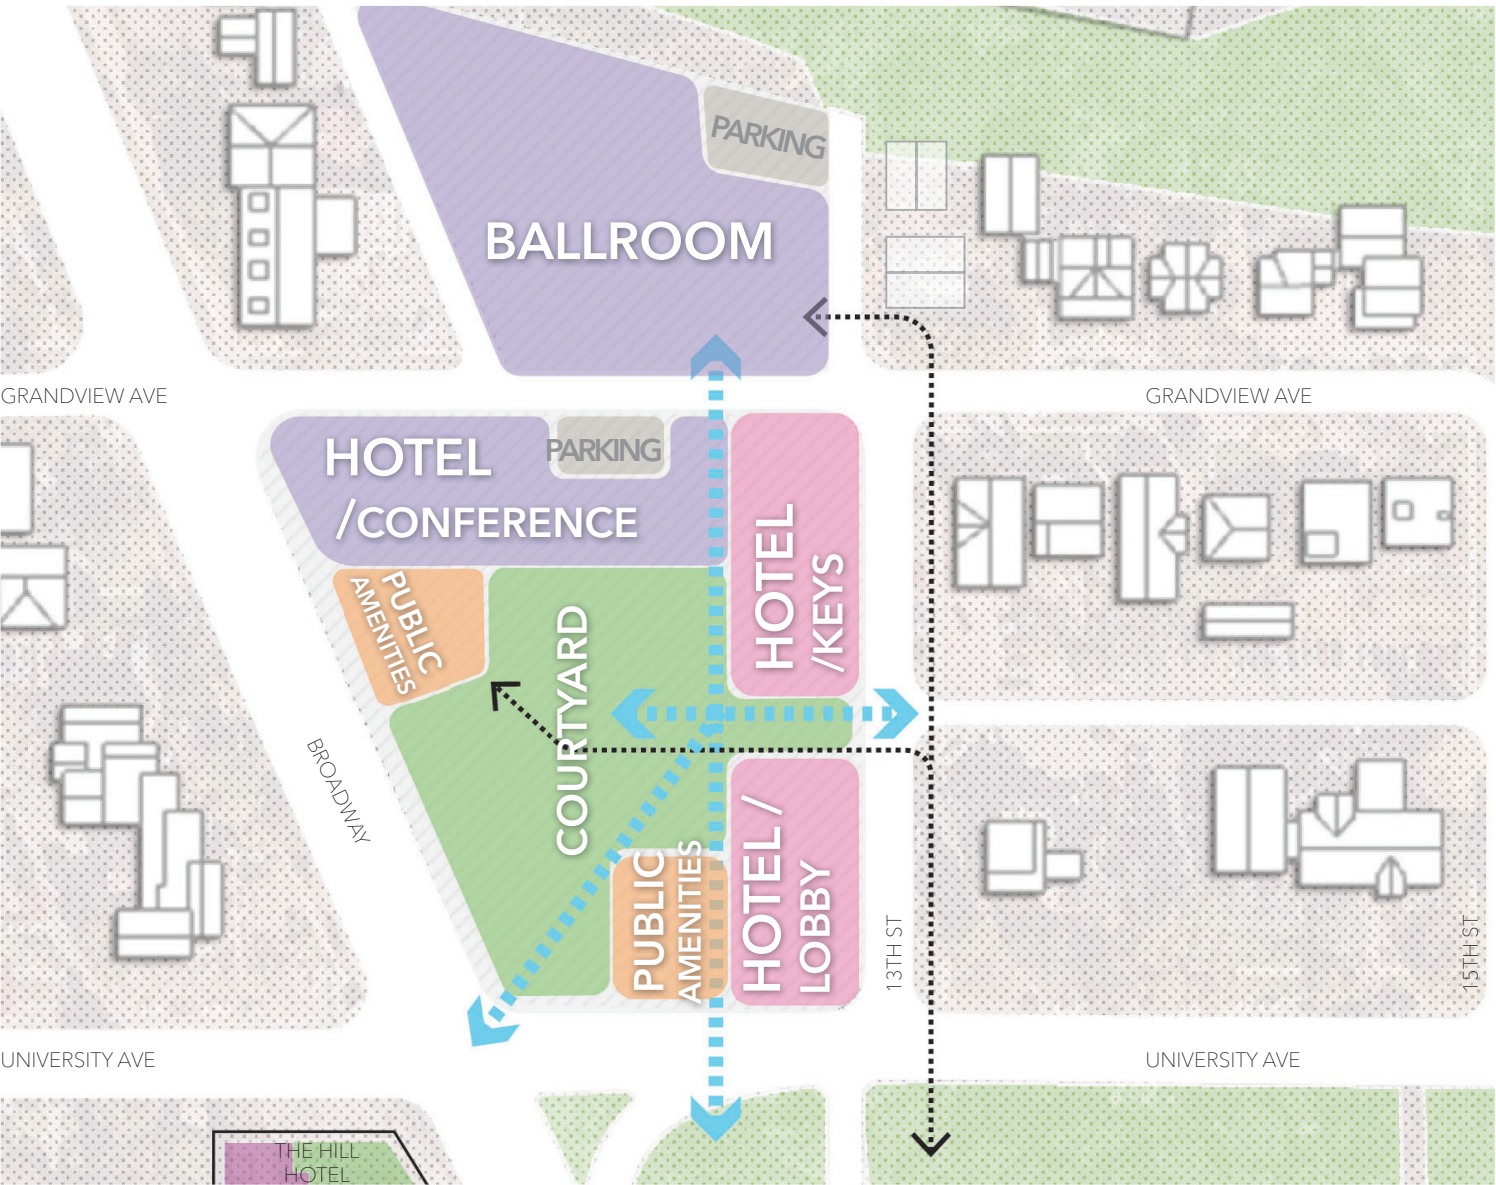 PARKING
BALLROOM
GRANDVIEW AVE
GRANDVIEW AVE
HOTEL
/CONFERENCE
PARKING
HOTEL
/KEYS
PUBLIC
AMENITIES
COURTYARD
BROADWAY
PUBLIC
AMENITIES
HOTEL /
LOBBY
13TH ST
15TH ST
UNIVERSITY AVE
UNIVERSITY AVE
THE HILL
HOTEL